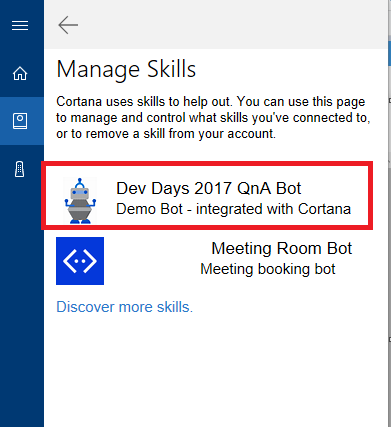 Manage Skills
Cortana uses skills to help out. You can use this page
to manage and control what skills you've connected to,
or to remove a skill from your account.
Dev Days 2017 QnA Bot
Demo Bot - integrated with Cortana
Meeting Room Bot
Meeting booking bot
Discover more skills.